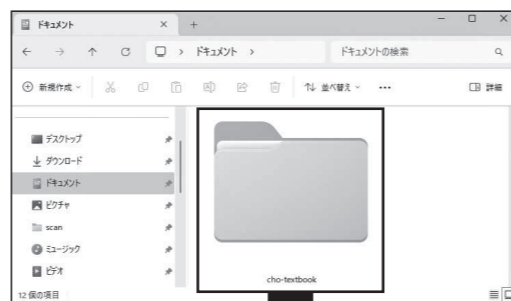 ドキュメント
ドキュメント
ドキュメントの検索
新規作成
並べ替え
詳細
デスクトップ
ダウンロード
ドキュメント
ピクチャ
scan
ミュージック
ビデオ
cho-textbook
12 個の項目